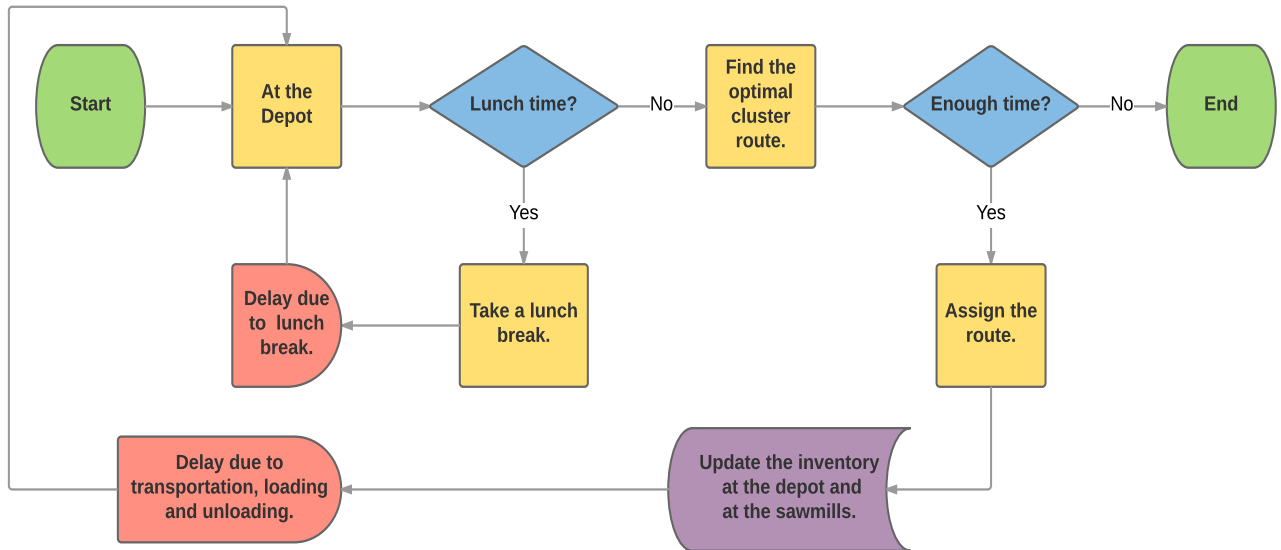 Start
At the
Depot
Lunch time?
No
Find the
optimal
cluster
route.
Enough time?
No
End
Yes
Yes
Delay due
to lunch
break.
Take a lunch
break.
Assign the
route.
Delay due to
transportation, loading
and unloading.
Update the inventory
at the depot and
at the sawmills.